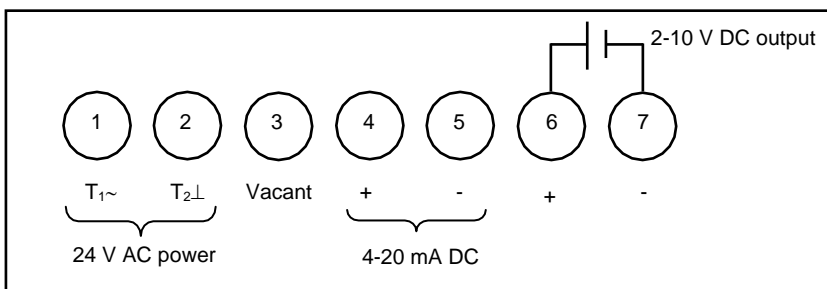 2-10 V DC output
1 2 3 4 5 6 7
T₁~ T₂⊥ Vacant + - + -
24 V AC power 4-20 mA DC